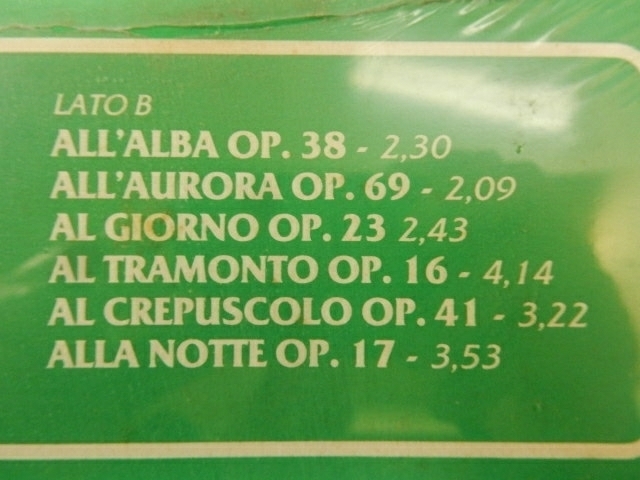 LATO B
ALL'ALBA OP. 38 - 2,30
ALL'AURORA OP. 69 - 2,09
AL GIORNO OP. 23 2,43
AL TRAMONTO OP. 16 - 4,14
AL CREPUSCOLO OP. 41 - 3,22
ALLA NOTTE OP. 17 - 3,53